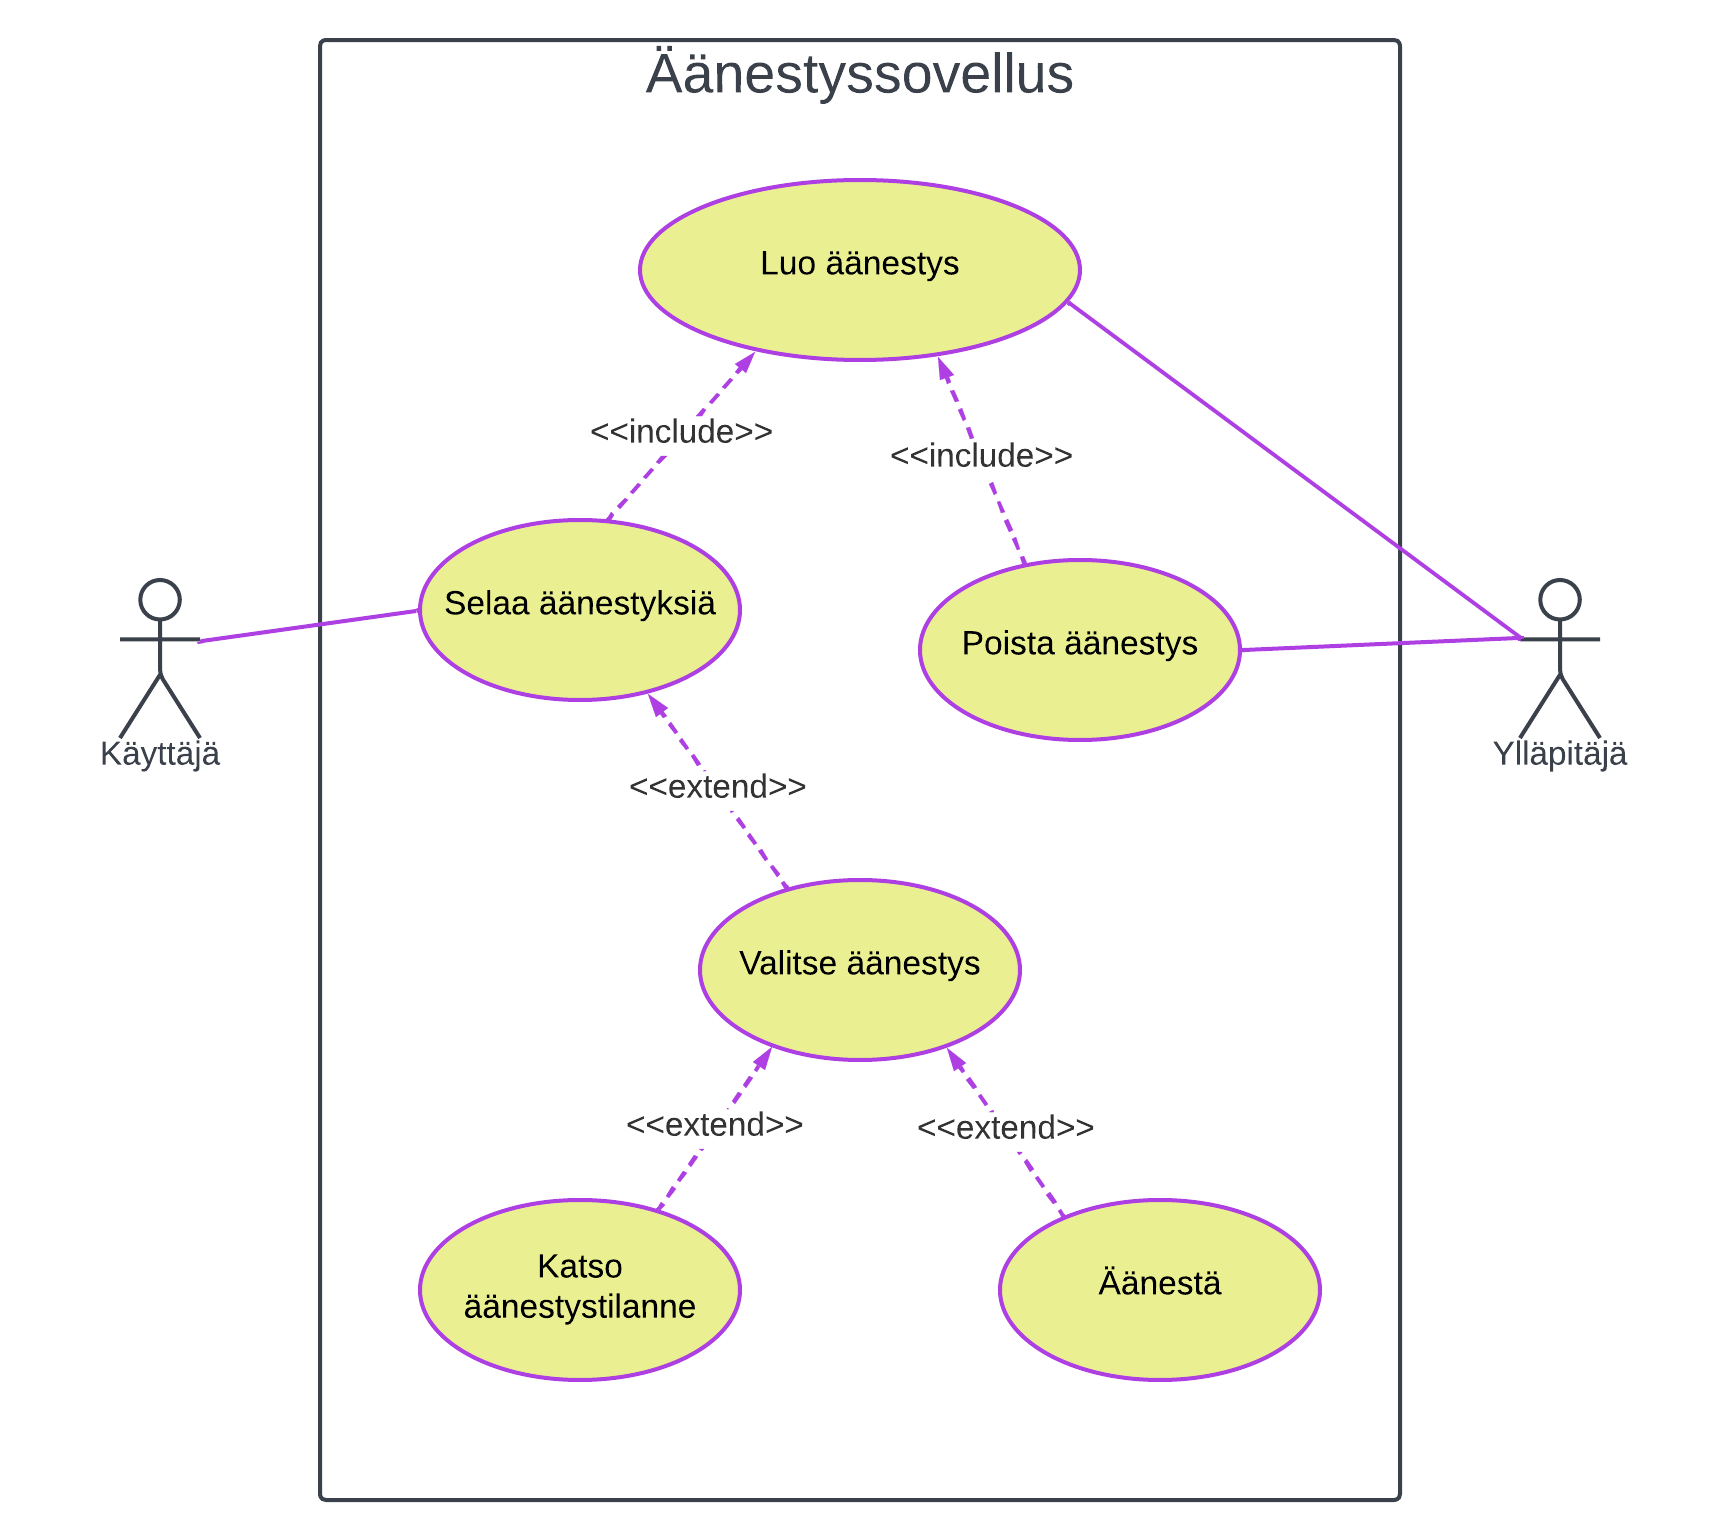 Äänestyssovellus
Luo äänestys
<<include>>
<<include>>
Selaa äänestyksiä
Poista äänestys
Käyttäjä
Ylläpitäjä
<<extend>>
Valitse äänestys
<<extend>>
<<extend>>
Katso
äänestystilanne
Äänestä